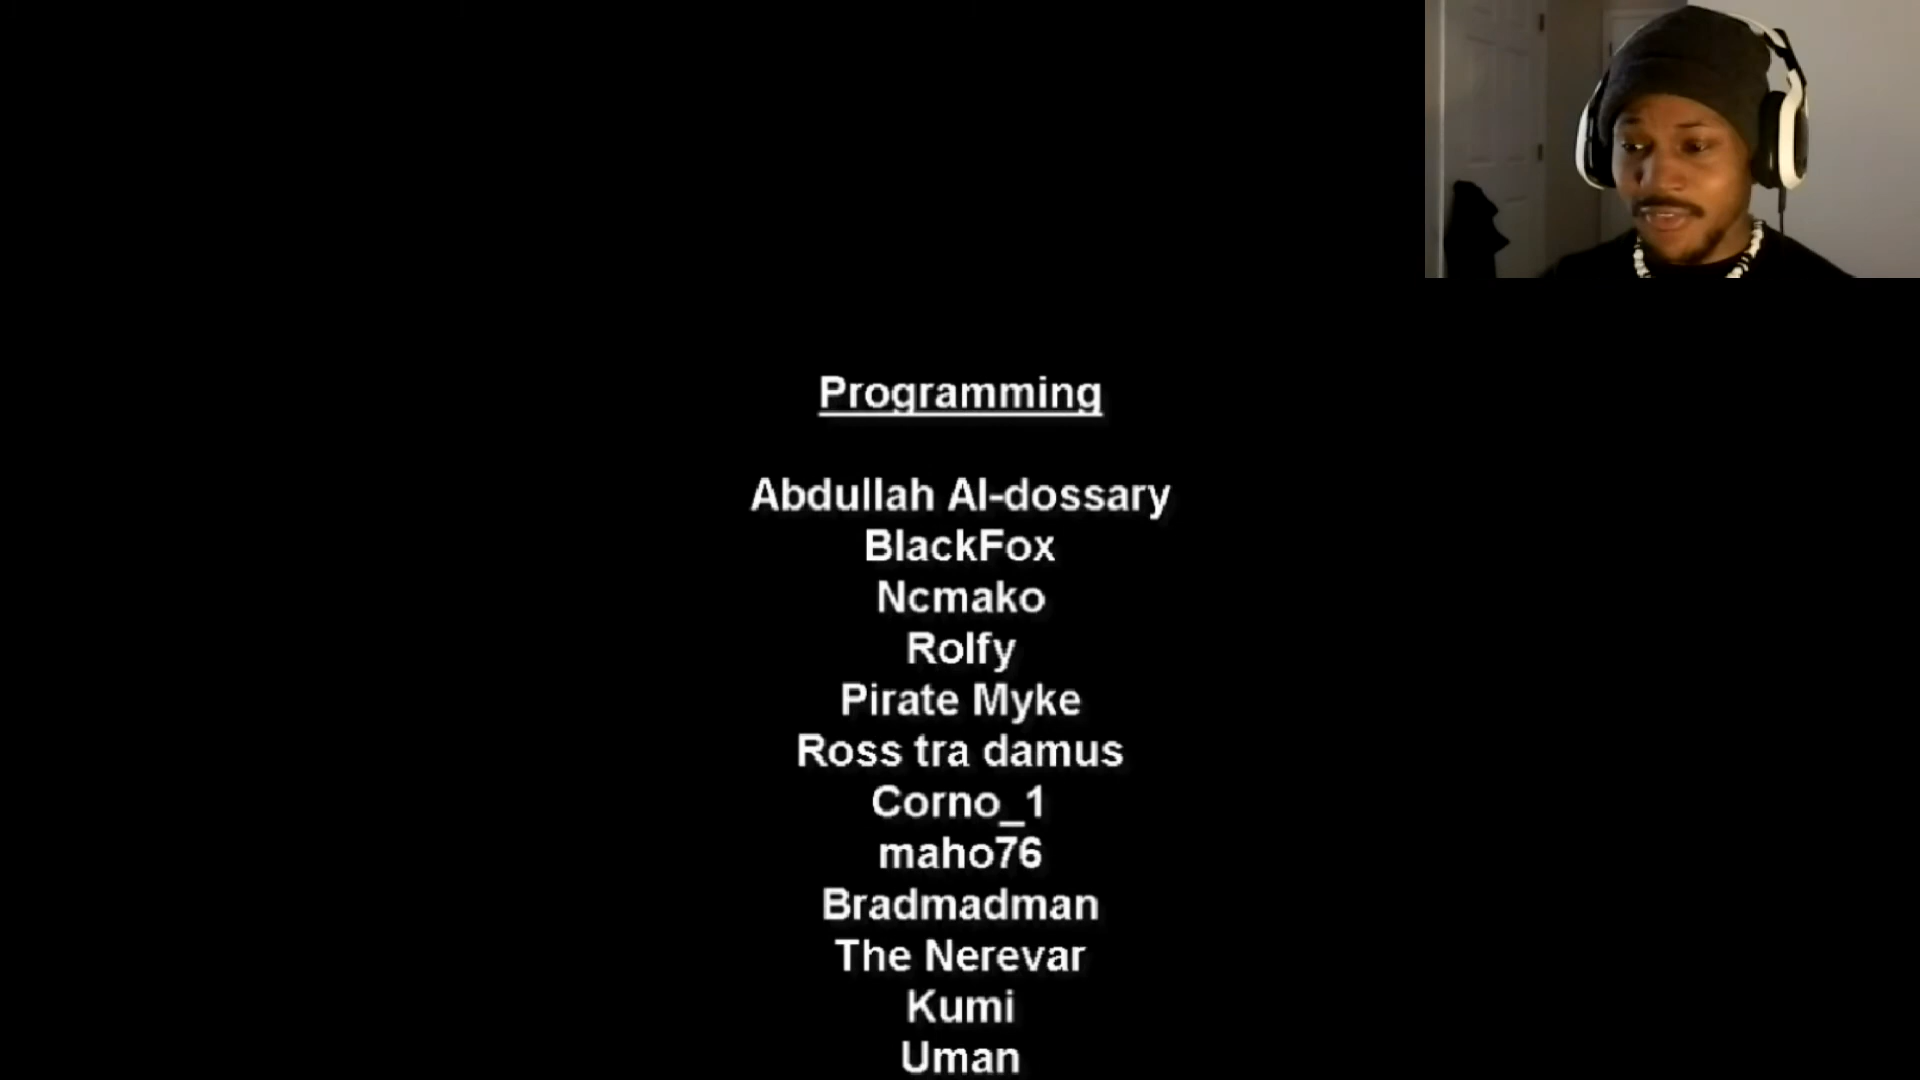 Programming
Abdullah Al-dossary
BlackFox
Ncmako
Rolfy
Pirate Myke
Ross tra damus
Corno_1
maho76
Bradmadman
The Nerevar
Kumi
Uman